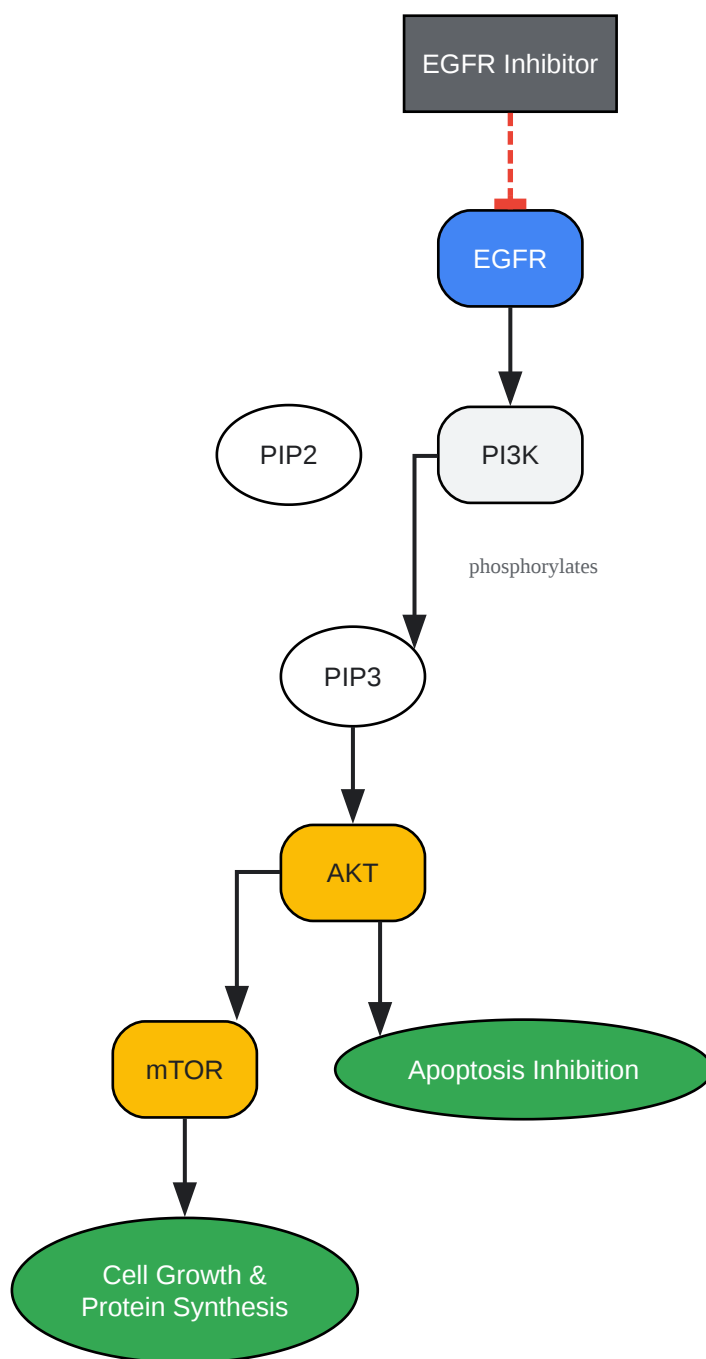 EGFR Inhibitor
EGFR
PIP2
PI3K
phosphorylates
PIP3
AKT
mTOR
Apoptosis Inhibition
Cell Growth &
Protein Synthesis